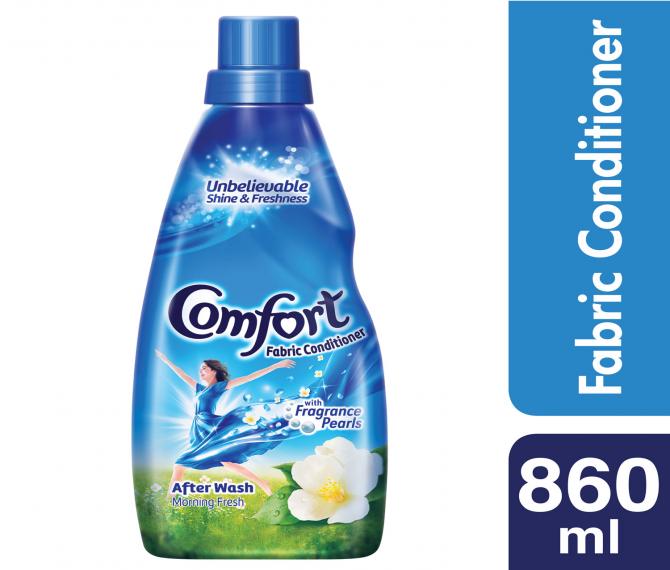 Unbelievable
Shine & Freshness
Comfort
Fabric Conditioner
with
Fragrance
Pearls
After Wash
Morning Fresh
Fabric Conditioner
860
ml